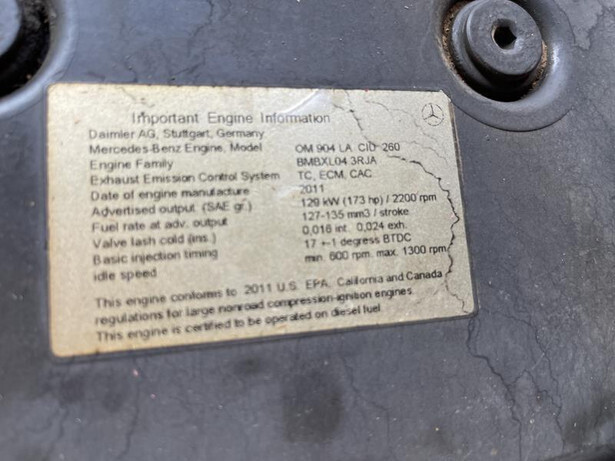 Important Engine Information
Daimler AG, Stuttgart, Germany
Mercedes-Benz Engine, Model OM 904 LA CID 260
Engine Family BMBXL04.3RJA
Exhaust Emission Control System TC, ECM, CAC
Date of engine manufacture 2011
Advertised output (SAE gr.) 129 kW (173 hp) / 2200 rpm
Fuel rate at adv. output 127-135 mm3 / stroke
Valve lash cold (ins.) 0,016 int. 0,024 exh.
Basic injection timing 17 +-1 degress BTDC
idle speed min. 600 rpm. max. 1300 rpm
This engine conforms to 2011 U.S. EPA, California and Canada
regulations for large nonroad compression-ignition engines.
This engine is certified to be operated on diesel fuel